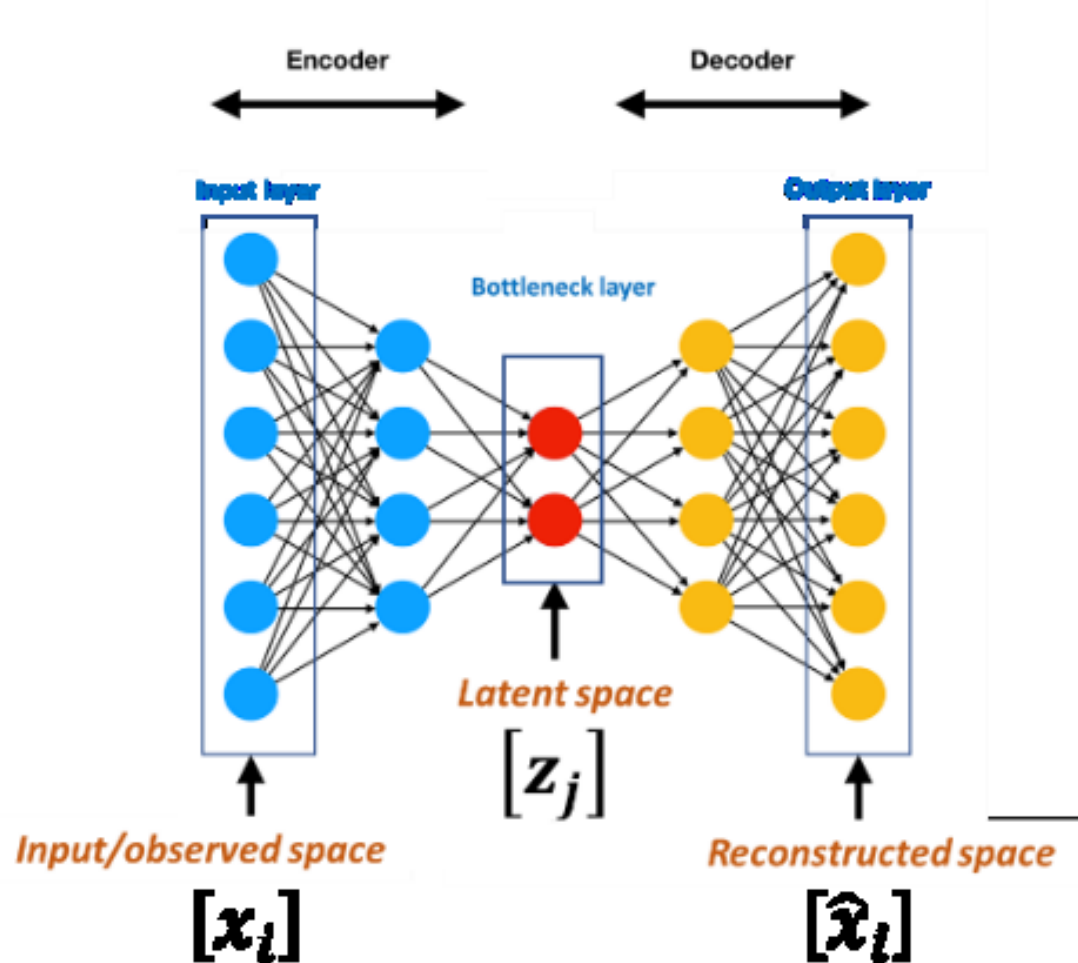 Encoder
Decoder
Input layer
Output layer
Bottleneck layer
Latent space
[z_j]
Input/observed space
Reconstructed space
[x_i]
[x̂_i]